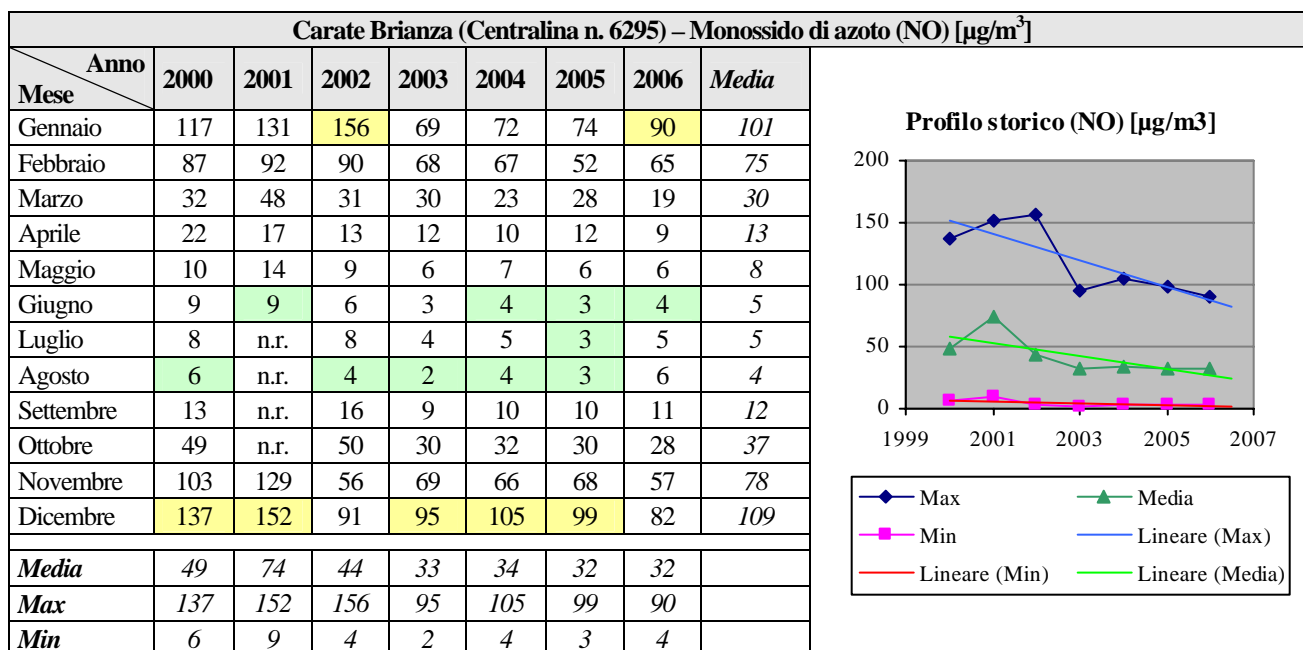 Carate Brianza (Centralina n. 6295) – Monossido di azoto (NO) [µg/m³]
Anno
Mese 2000 2001 2002 2003 2004 2005 2006 Media
Gennaio 117 131 156 69 72 74 90 101
Febbraio 87 92 90 68 67 52 65 75
Marzo 32 48 31 30 23 28 19 30
Aprile 22 17 13 12 10 12 9 13
Maggio 10 14 9 6 7 6 6 8
Giugno 9 9 6 3 4 3 4 5
Luglio 8 n.r. 8 4 5 3 5 5
Agosto 6 n.r. 4 2 4 3 6 4
Settembre 13 n.r. 16 9 10 10 11 12
Ottobre 49 n.r. 50 30 32 30 28 37
Novembre 103 129 56 69 66 68 57 78
Dicembre 137 152 91 95 105 99 82 109
Media 49 74 44 33 34 32 32
Max 137 152 156 95 105 99 90
Min 6 9 4 2 4 3 4
Profilo storico (NO) [µg/m3]
200
150
100
50
0
1999 2001 2003 2005 2007
Max Media
Min Lineare (Max)
Lineare (Min) Lineare (Media)